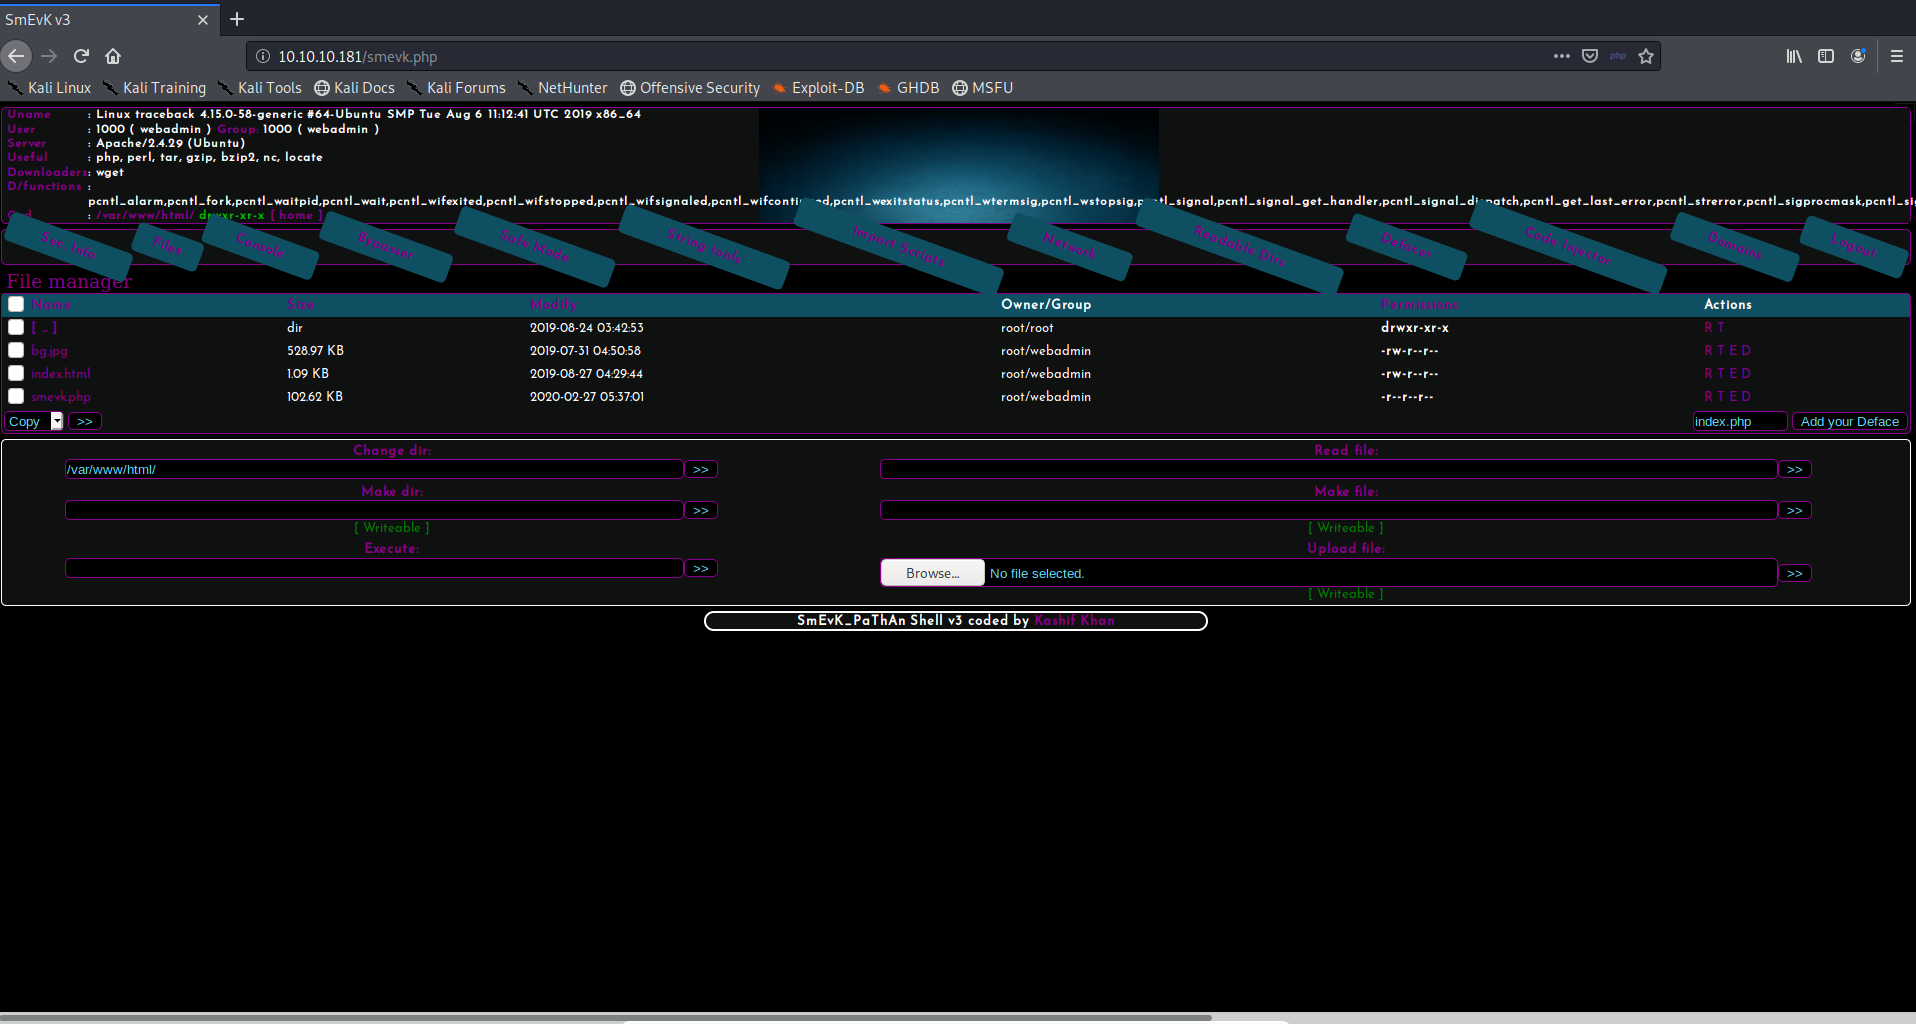 SmEvK v3
10.10.10.181/smevk.php
php
Kali Linux Kali Training Kali Tools Kali Docs Kali Forums NetHunter Offensive Security Exploit-DB GHDB MSFU
Uname : Linux traceback 4.15.0-58-generic #64-Ubuntu SMP Tue Aug 6 11:12:41 UTC 2019 x86_64
User : 1000 ( webadmin ) Group: 1000 ( webadmin )
Server : Apache/2.4.29 (Ubuntu)
Useful : php, perl, tar, gzip, bzip2, nc, locate
Downloaders: wget
D/functions :
pcntl_alarm,pcntl_fork,pcntl_waitpid,pcntl_wait,pcntl_wifexited,pcntl_wifstopped,pcntl_wifsignaled,pcntl_wifcontinued,pcntl_wexitstatus,pcntl_wtermsig,pcntl_wstopsig,pcntl_signal,pcntl_signal_get_handler,pcntl_signal_dispatch,pcntl_get_last_error,pcntl_strerror,pcntl_sigprocmask,pcntl_sig
: /var/www/html/ drwxr-xr-x [ home ]
Sec. Info Files Console Bypasser Safe Mode String tools Import Scripts Network Readable Dirs Defacer Code Injector Domains Logout
File manager
Name Size Modify Owner/Group Permissions Actions
[ .. ] dir 2019-08-24 03:42:53 root/root drwxr-xr-x R T
bg.jpg 528.97 KB 2019-07-31 04:50:58 root/webadmin -rw-r--r-- R T E D
index.html 1.09 KB 2019-08-27 04:29:44 root/webadmin -rw-r--r-- R T E D
smevk.php 102.62 KB 2020-02-27 05:37:01 root/webadmin -r--r--r-- R T E D
Copy >> index.php Add your Deface
Change dir: Read file:
/var/www/html/ >> >>
Make dir: Make file:
>> >>
[ Writeable ] [ Writeable ]
Execute: Upload file:
>> Browse... No file selected. >>
[ Writeable ]
SmEvK_PaThAn Shell v3 coded by Kashif Khan